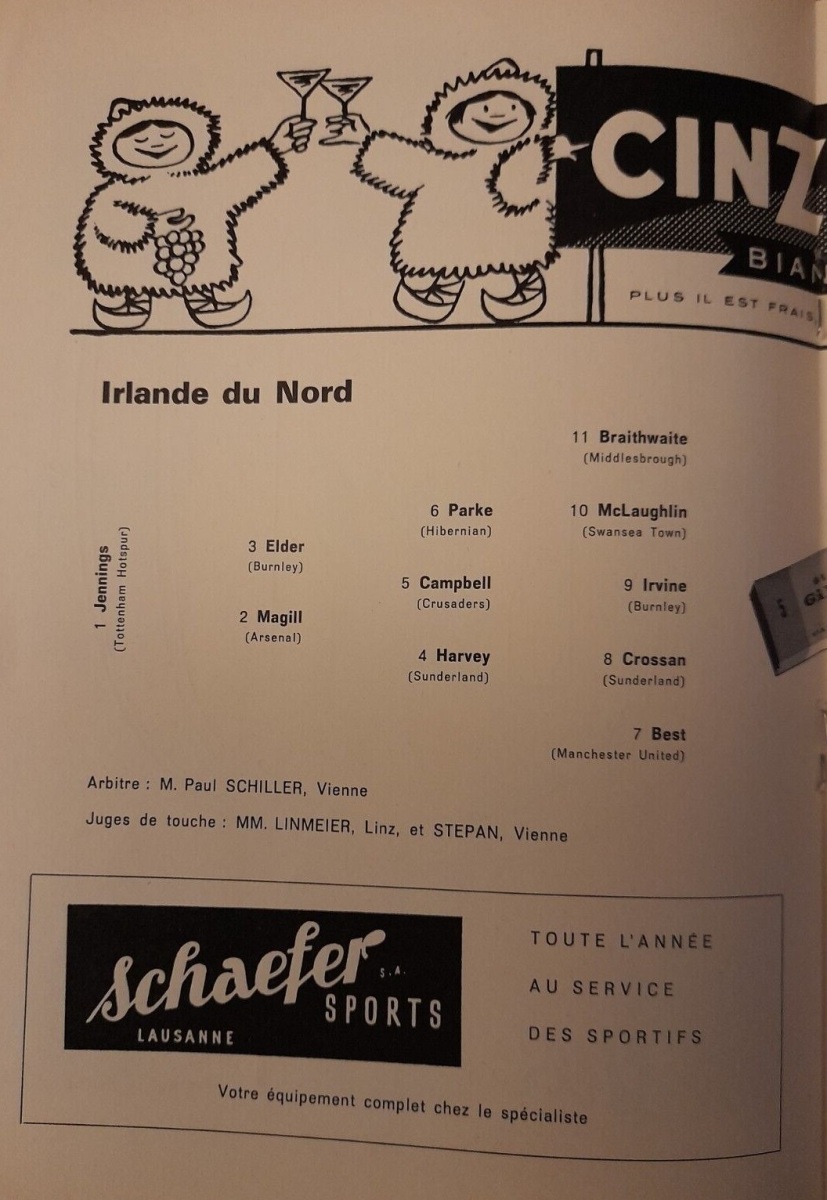 CINZ
BIAN
PLUS IL EST FRAIS,
Irlande du Nord
11 Braithwaite
(Middlesbrough)
6 Parke
(Hibernian)
10 McLaughlin
(Swansea Town)
1 Jennings
(Tottenham Hotspur)
3 Elder
(Burnley)
5 Campbell
(Crusaders)
9 Irvine
(Burnley)
2 Magill
(Arsenal)
4 Harvey
(Sunderland)
8 Crossan
(Sunderland)
7 Best
(Manchester United)
Arbitre : M. Paul SCHILLER, Vienne
Juges de touche : MM. LINMEIER, Linz, et STEPAN, Vienne
Schaefer S.A.
SPORTS
LAUSANNE
TOUTE L'ANNÉE
AU SERVICE
DES SPORTIFS
Votre équipement complet chez le spécialiste